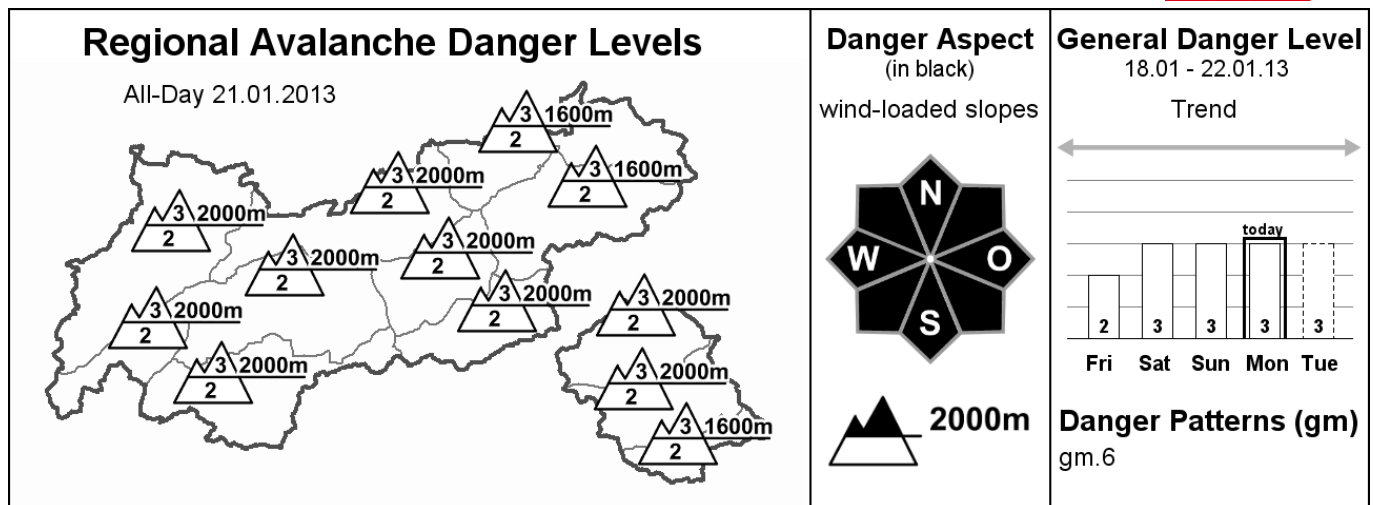 Regional Avalanche Danger Levels
All-Day 21.01.2013
3 1600m
2
3 1600m
2
3 2000m
2
3 2000m
2
3 2000m
2
3 2000m
2
3 2000m
2
3 2000m
2
3 2000m
2
3 2000m
2
3 2000m
2
3 1600m
2
Danger Aspect
(in black)
wind-loaded slopes
N
W O
S
2000m
General Danger Level
18.01 - 22.01.13
Trend
today
2 3 3 3 3
Fri Sat Sun Mon Tue
Danger Patterns (gm)
gm.6